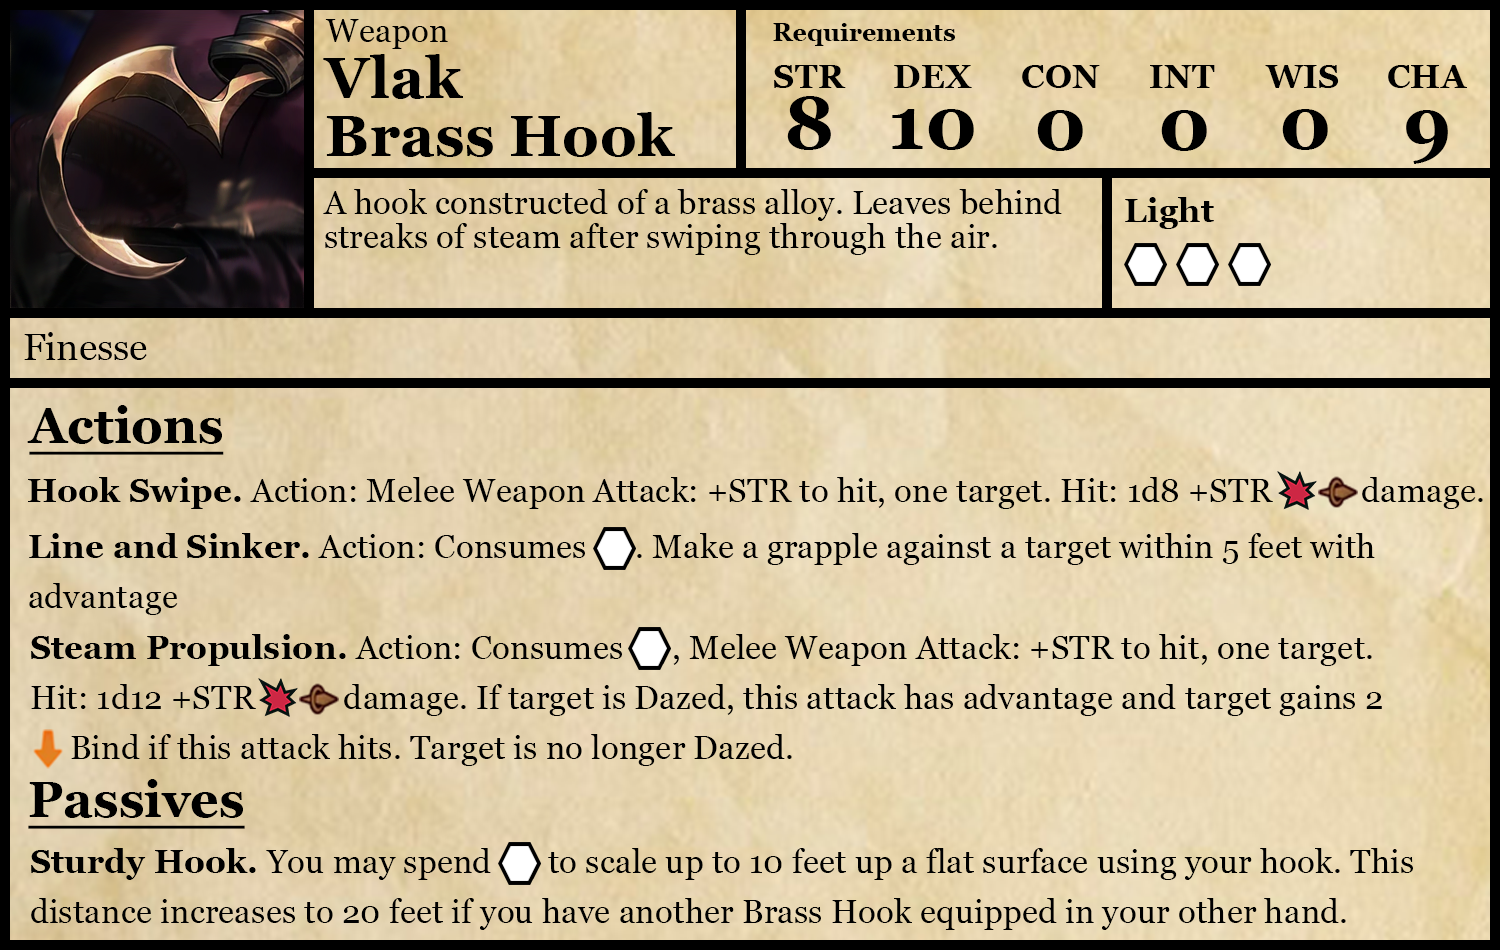 Weapon
Vlak
Brass Hook
Requirements
STR DEX CON INT WIS CHA
8 10 0 0 0 9
A hook constructed of a brass alloy. Leaves behind
streaks of steam after swiping through the air.
Light
Finesse
Actions
Hook Swipe. Action: Melee Weapon Attack: +STR to hit, one target. Hit: 1d8 +STR damage.
Line and Sinker. Action: Consumes . Make a grapple against a target within 5 feet with
advantage
Steam Propulsion. Action: Consumes , Melee Weapon Attack: +STR to hit, one target.
Hit: 1d12 +STR damage. If target is Dazed, this attack has advantage and target gains 2
Bind if this attack hits. Target is no longer Dazed.
Passives
Sturdy Hook. You may spend to scale up to 10 feet up a flat surface using your hook. This
distance increases to 20 feet if you have another Brass Hook equipped in your other hand.